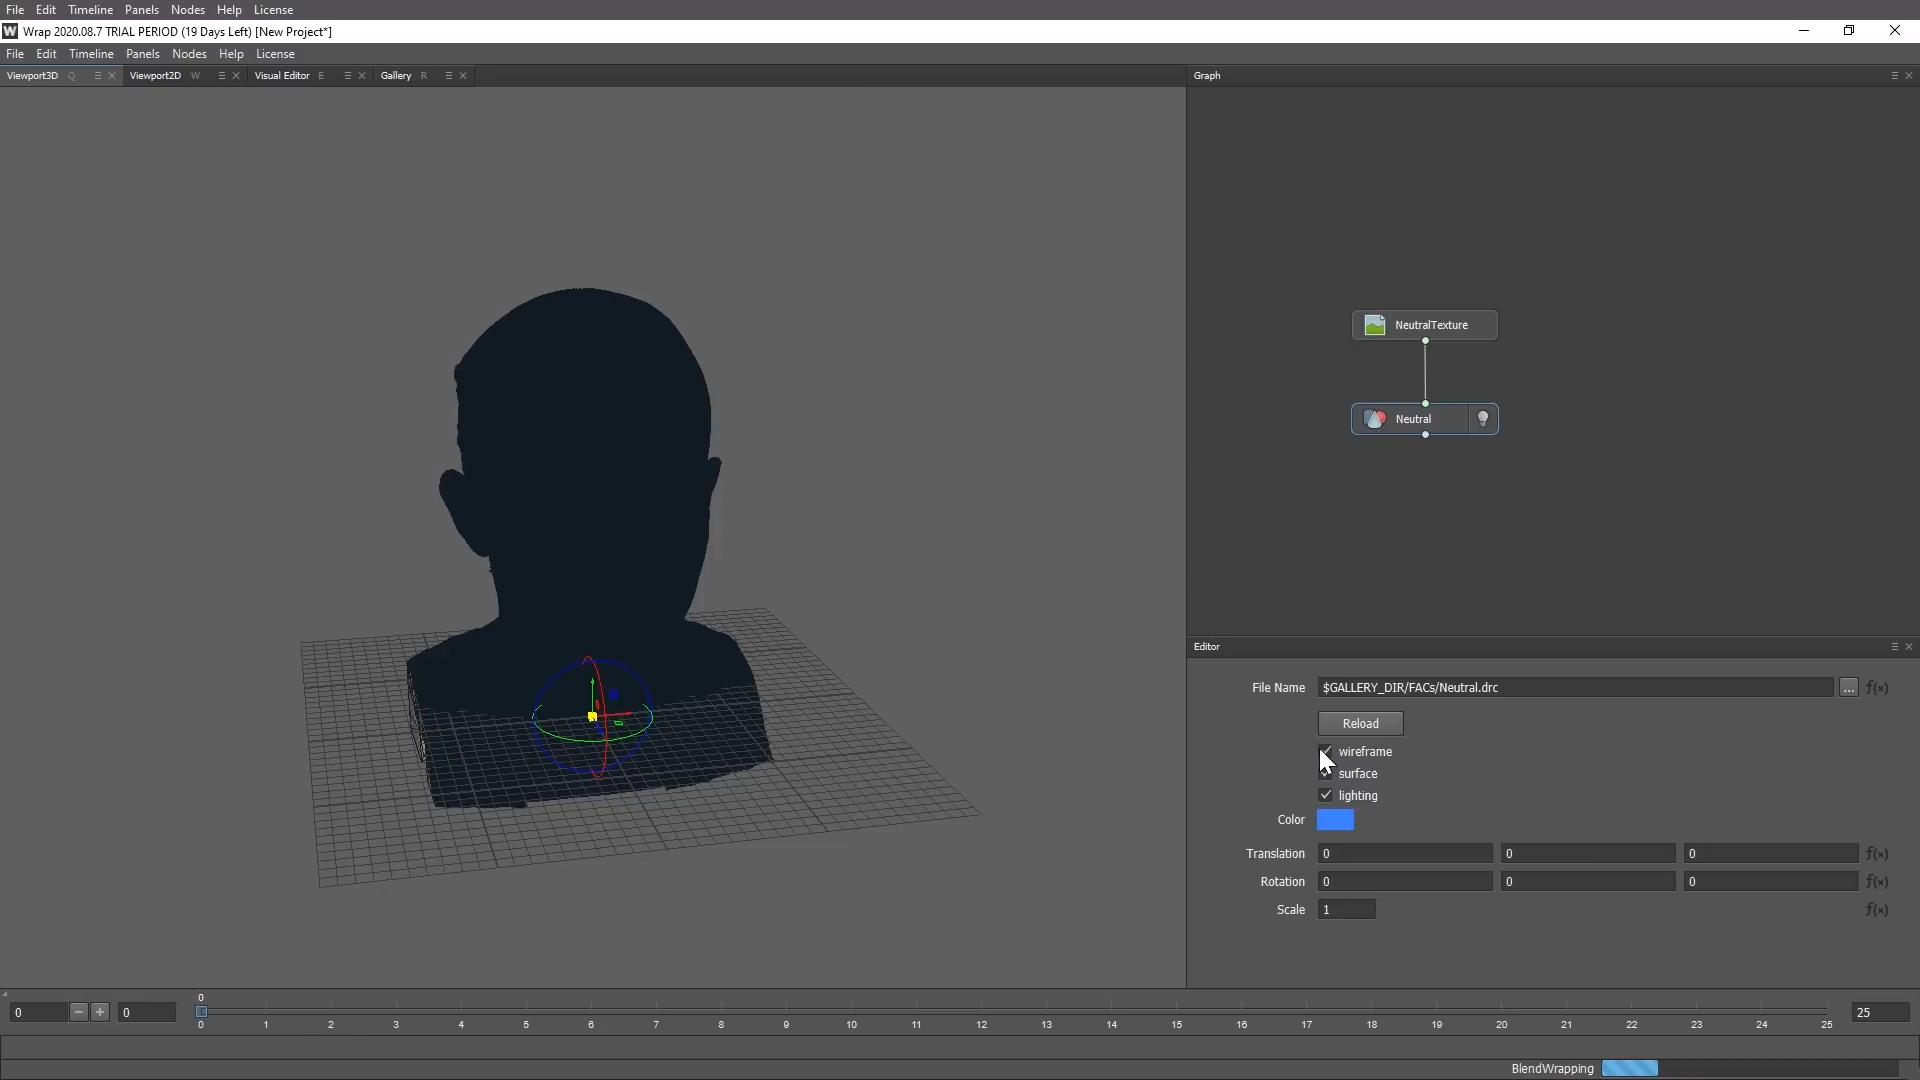 File Edit Timeline Panels Nodes Help License
W Wrap 2020.08.7 TRIAL PERIOD (19 Days Left) [New Project*]
File Edit Timeline Panels Nodes Help License
Viewport3D Q Viewport2D W Visual Editor E Gallery R
Graph
NeutralTexture
Neutral
Editor
File Name $GALLERY_DIR/FACs/Neutral.drc ... f(×)
Reload
wireframe
surface
lighting
Color
Translation 0 0 0 f(×)
Rotation 0 0 0 f(×)
Scale 1 f(×)
0
0 − + 0 25
0 1 2 3 4 5 6 7 8 9 10 11 12 13 14 15 16 17 18 19 20 21 22 23 24 25
BlendWrapping